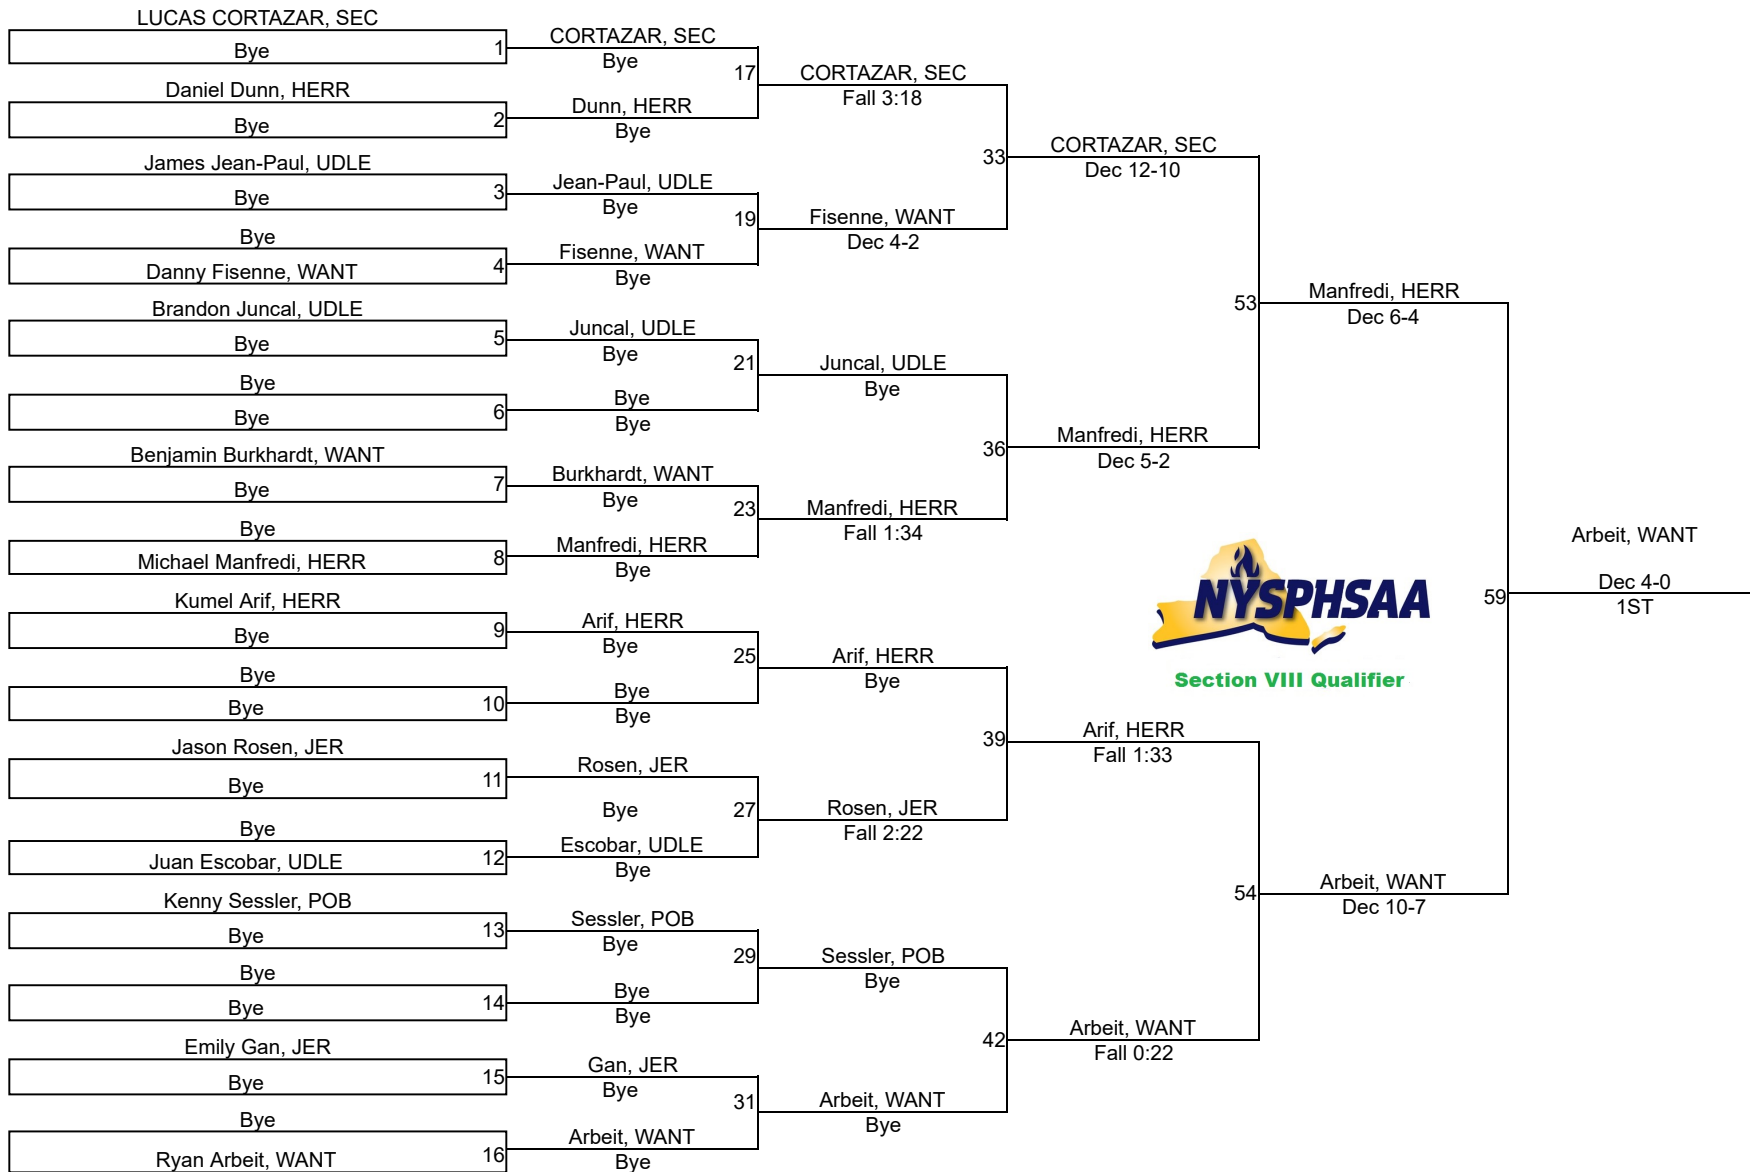 LUCAS CORTAZAR, SEC
Bye
1
Daniel Dunn, HERR
Bye
2
James Jean-Paul, UDLE
Bye
3
Bye
Danny Fisenne, WANT
4
Brandon Juncal, UDLE
Bye
5
Bye
Bye
6
Benjamin Burkhardt, WANT
Bye
7
Bye
Michael Manfredi, HERR
8
Kumel Arif, HERR
Bye
9
Bye
Bye
10
Jason Rosen, JER
Bye
11
Bye
Juan Escobar, UDLE
12
Kenny Sessler, POB
Bye
13
Bye
Bye
14
Emily Gan, JER
Bye
15
Bye
Ryan Arbeit, WANT
16
CORTAZAR, SEC
Bye
17
Dunn, HERR
Bye
Jean-Paul, UDLE
Bye
19
Fisenne, WANT
Bye
Juncal, UDLE
Bye
21
Bye
Bye
Burkhardt, WANT
Bye
23
Manfredi, HERR
Bye
Arif, HERR
Bye
25
Bye
Bye
Rosen, JER
Bye
27
Escobar, UDLE
Bye
Sessler, POB
Bye
29
Bye
Bye
Gan, JER
Bye
31
Arbeit, WANT
Bye
CORTAZAR, SEC
Fall 3:18
33
Fisenne, WANT
Dec 4-2
Juncal, UDLE
Bye
36
Manfredi, HERR
Fall 1:34
Arif, HERR
Bye
39
Rosen, JER
Fall 2:22
Sessler, POB
Bye
42
Arbeit, WANT
Bye
CORTAZAR, SEC
Dec 12-10
53
Manfredi, HERR
Dec 5-2
NYSPHSAA
Section VIII Qualifier
Arif, HERR
Fall 1:33
54
Arbeit, WANT
Fall 0:22
Manfredi, HERR
Dec 6-4
59
Arbeit, WANT
Dec 10-7
Arbeit, WANT
Dec 4-0
1ST